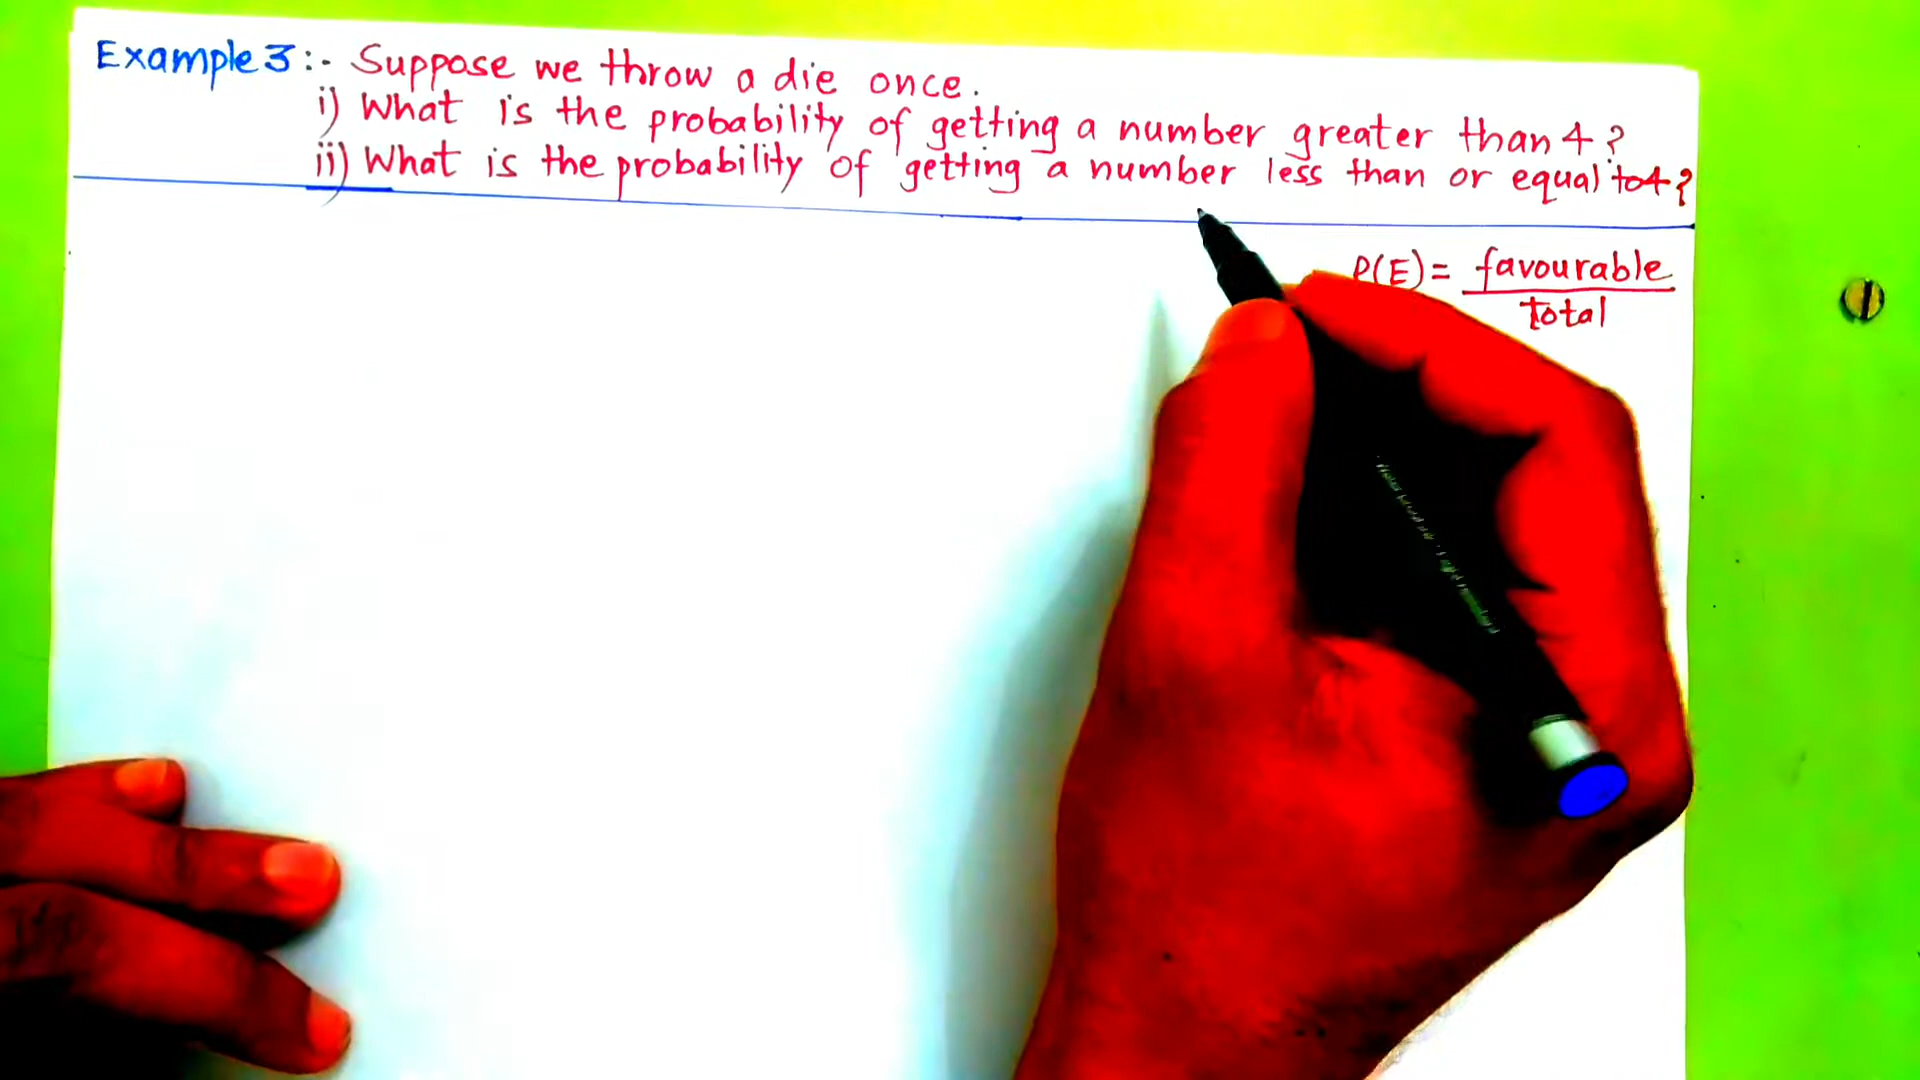 Example 3 :- Suppose we throw a die once.
i) What is the probability of getting a number greater than 4 ?
ii) What is the probability of getting a number less than or equal to 4 ?
P(E) = favourable
total